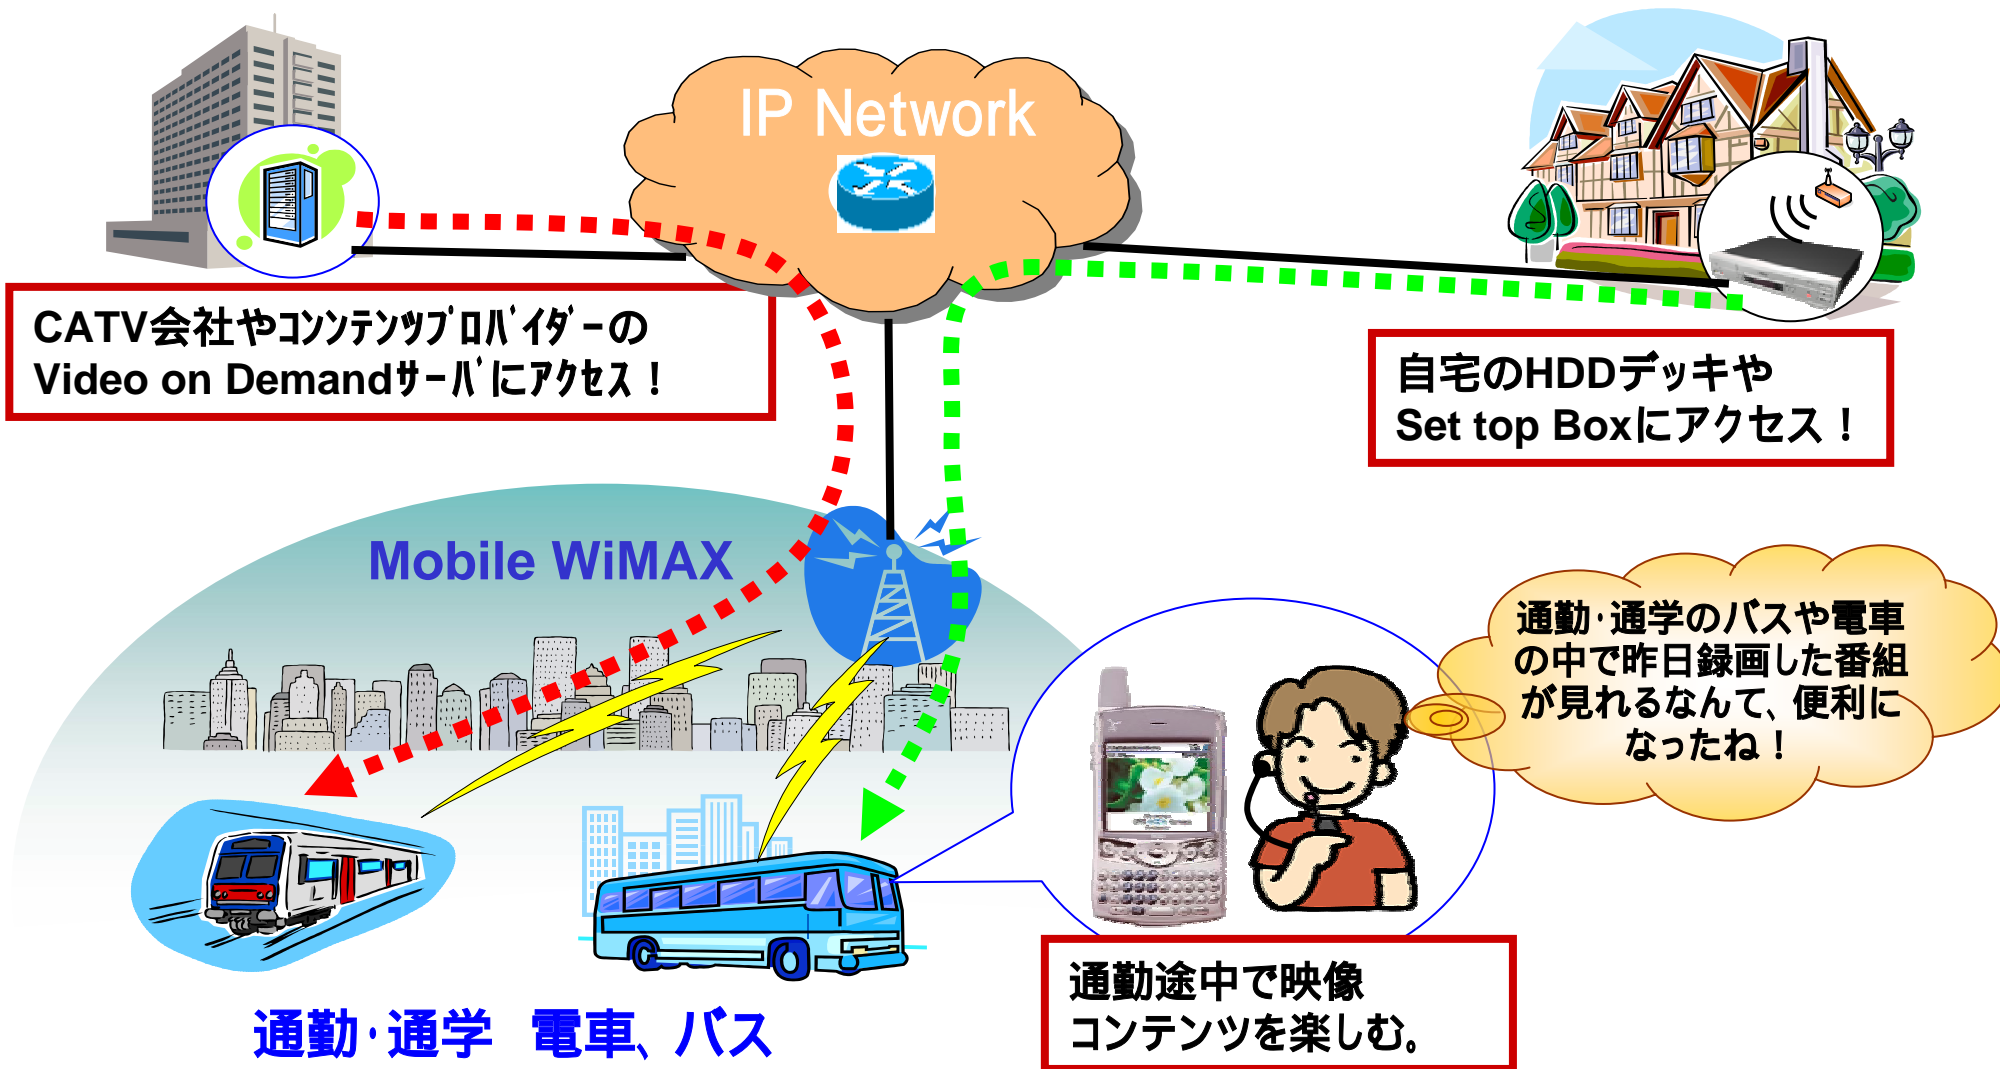 IP Network
CATV会社やｺﾝﾝﾃﾝﾂﾌﾟﾛﾊﾞｲﾀﾞｰの
Video on Demandｻｰﾊﾞにｱｸｾｽ！
自宅のHDDデッキや
Set top Boxにアクセス！
Mobile WiMAX
通勤･通学のバスや電車
の中で昨日録画した番組
が見れるなんて、便利に
なったね！
通勤途中で映像
コンテンツを楽しむ。
通勤･通学　電車、バス